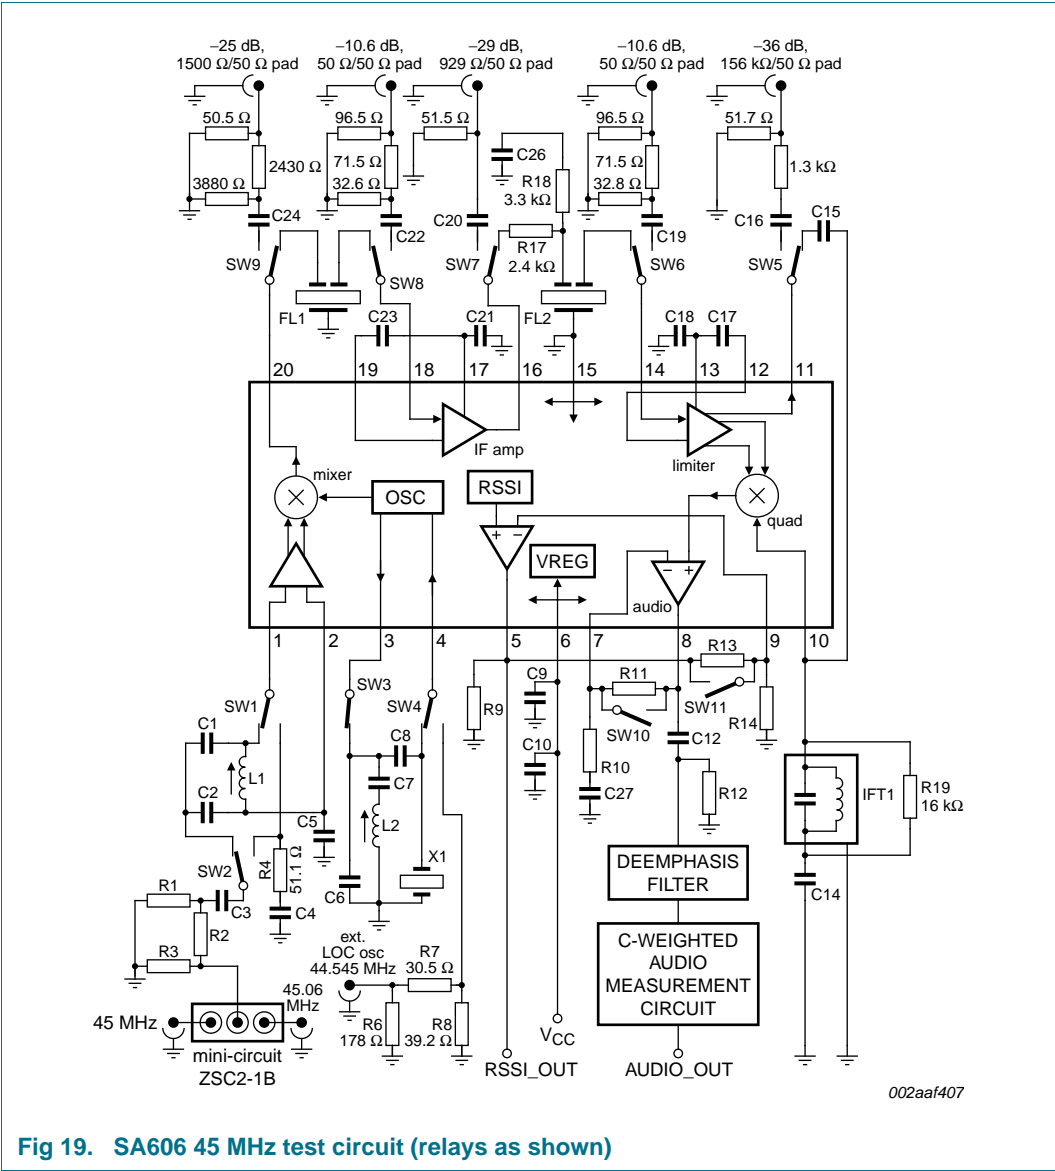 −25 dB,
1500 Ω/50 Ω pad
−10.6 dB,
50 Ω/50 Ω pad
−29 dB,
929 Ω/50 Ω pad
−10.6 dB,
50 Ω/50 Ω pad
−36 dB,
156 kΩ/50 Ω pad
50.5 Ω
96.5 Ω
51.5 Ω
96.5 Ω
51.7 Ω
2430 Ω
71.5 Ω
C26
71.5 Ω
1.3 kΩ
3880 Ω
32.6 Ω
R18
3.3 kΩ
32.8 Ω
C24
C22
C20
C19
C16
C15
R17
2.4 kΩ
SW9
SW8
SW7
SW6
SW5
FL1
FL2
C23
C21
C18
C17
20
19
18
17
16
15
14
13
12
11
IF amp
limiter
mixer
OSC
RSSI
quad
+ −
VREG
− +
audio
1
2
3
4
5
6
7
8
9
10
SW1
SW3
SW4
R9
C9
R11
R13
SW11
R14
SW10
C1
C8
C10
C12
L1
C7
R10
C2
C27
R12
IFT1
R19
16 kΩ
L2
C5
SW2
R4
51.1 Ω
X1
C6
C14
R1
C3
C4
R2
R3
DEEMPHASIS
FILTER
ext.
LOC osc
44.545 MHz
R7
30.5 Ω
C-WEIGHTED
AUDIO
MEASUREMENT
CIRCUIT
45.06
MHz
45 MHz
R6
178 Ω
R8
39.2 Ω
VCC
mini-circuit
ZSC2-1B
RSSI_OUT
AUDIO_OUT
002aaf407
Fig 19. SA606 45 MHz test circuit (relays as shown)